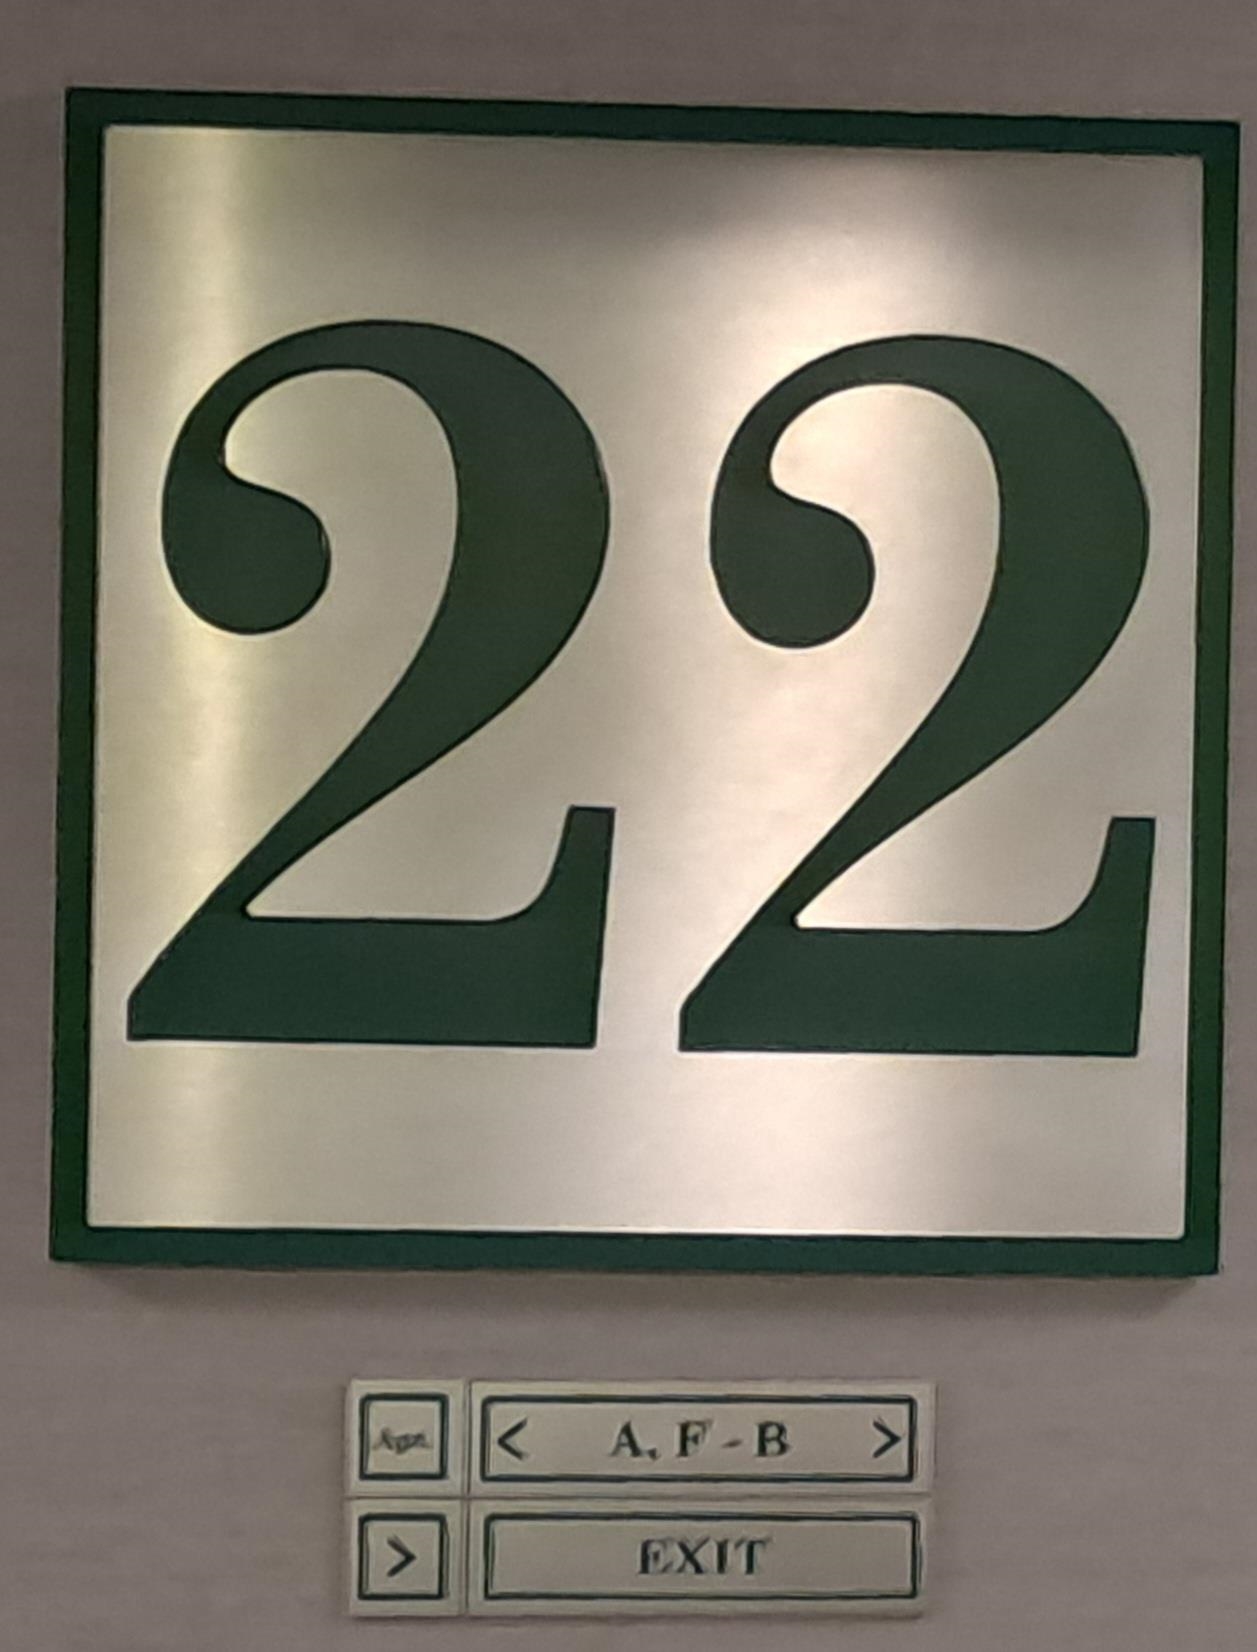 22
< A, F - B >
> EXIT